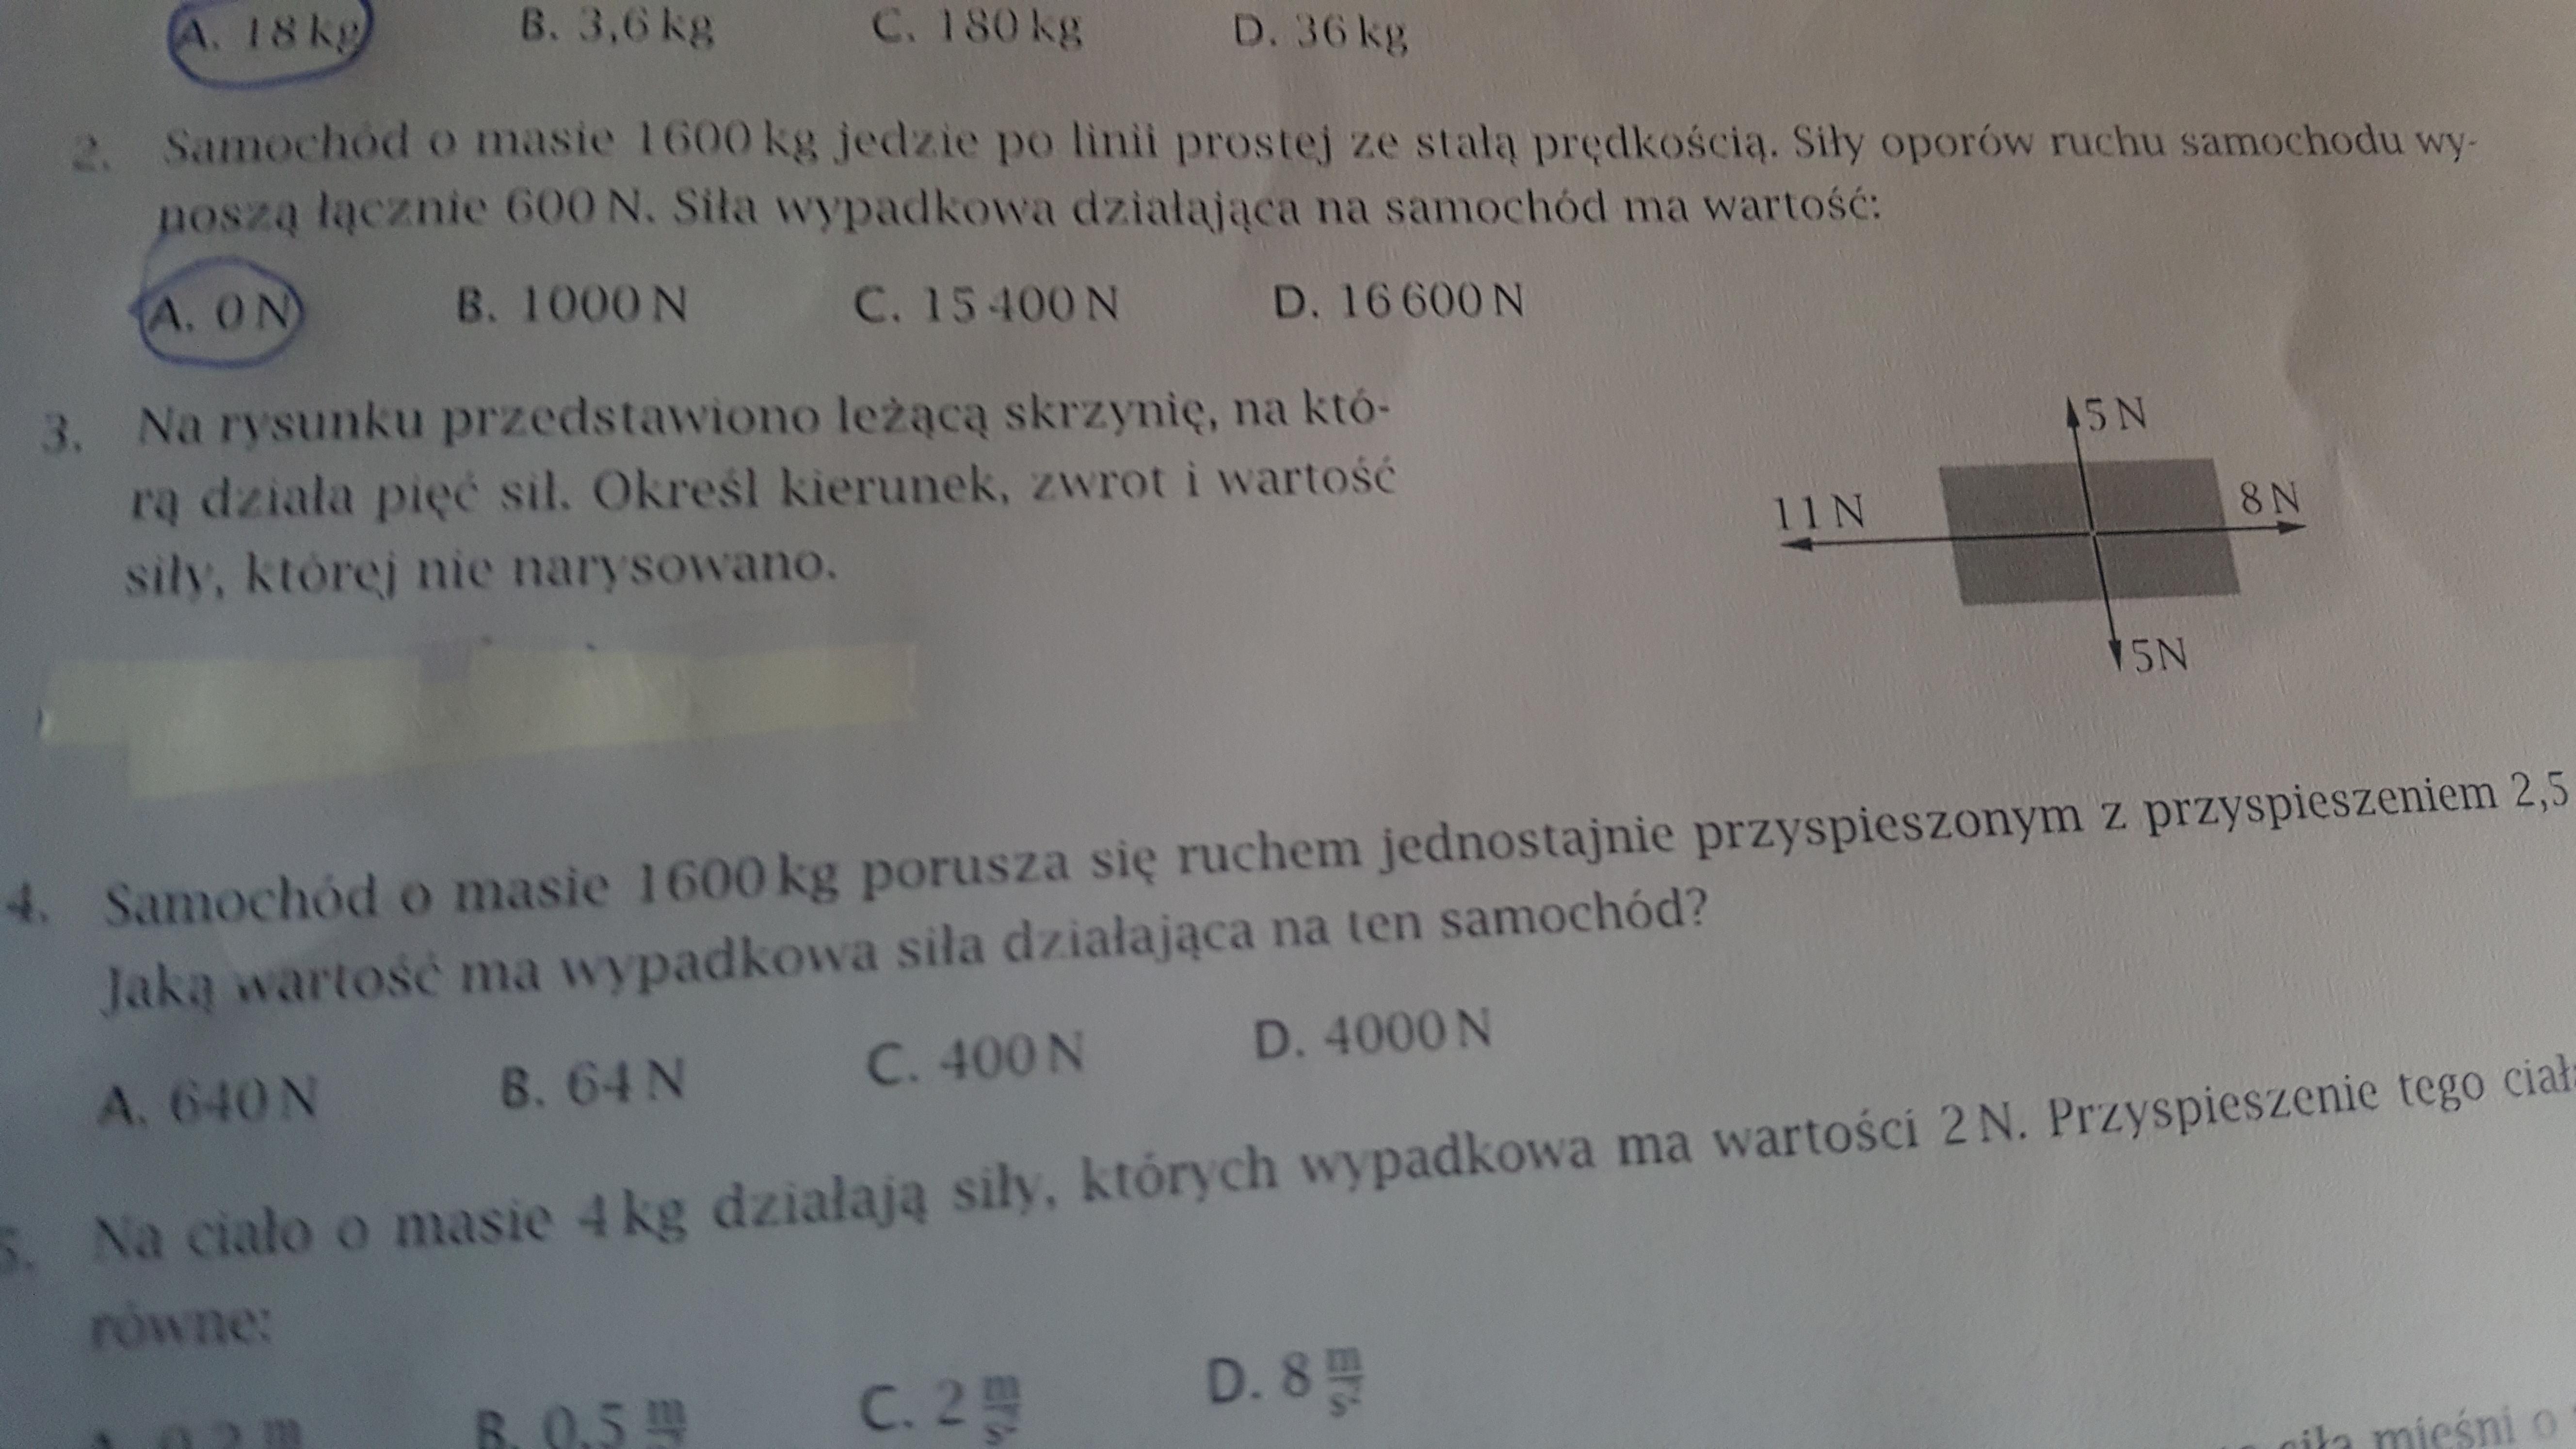 A. 18 kg B. 3,6 kg C. 180 kg D. 36 kg
2. Samochód o masie 1600 kg jedzie po linii prostej ze stałą prędkością. Siły oporów ruchu samochodu wy-
noszą łącznie 600 N. Siła wypadkowa działająca na samochód ma wartość:
A. 0 N B. 1000 N C. 15 400 N D. 16 600 N
3. Na rysunku przedstawiono leżącą skrzynię, na któ-
rą działa pięć sił. Określ kierunek, zwrot i wartość
siły, której nie narysowano.
5 N
11 N
8 N
5 N
4. Samochód o masie 1600 kg porusza się ruchem jednostajnie przyspieszonym z przyspieszeniem 2,5
Jaką wartość ma wypadkowa siła działająca na ten samochód?
A. 640 N B. 64 N C. 400 N D. 4000 N
5. Na ciało o masie 4 kg działają siły, których wypadkowa ma wartości 2 N. Przyspieszenie tego
równe:
B. 0,5 m C. 2 m/s² D. 8 m/s²
mięśni o